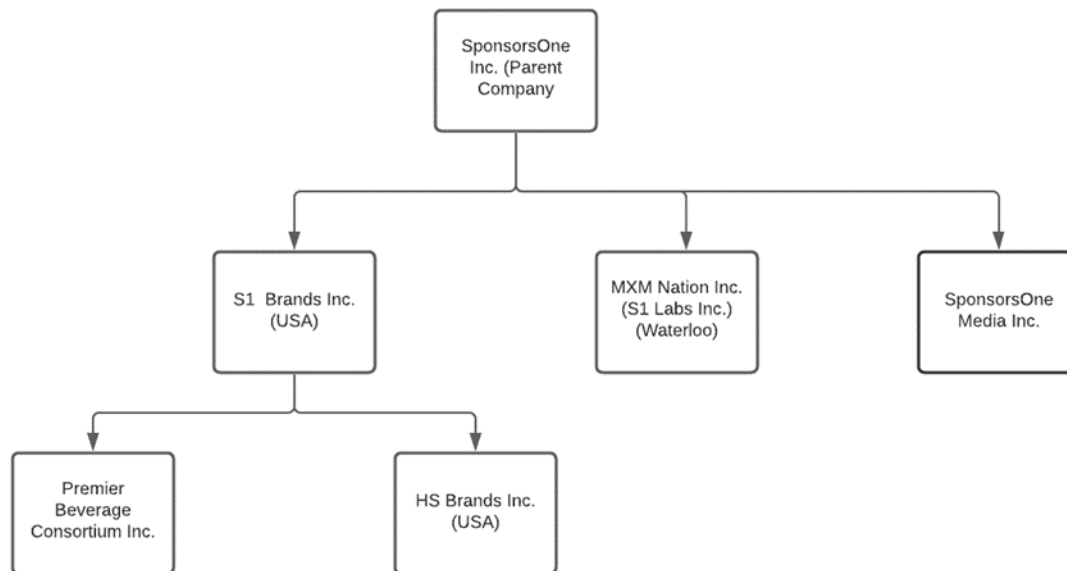 SponsorsOne
Inc. (Parent
Company
S1 Brands Inc.
(USA)
MXM Nation Inc.
(S1 Labs Inc.)
(Waterloo)
SponsorsOne
Media Inc.
Premier
Beverage
Consortium Inc.
HS Brands Inc.
(USA)